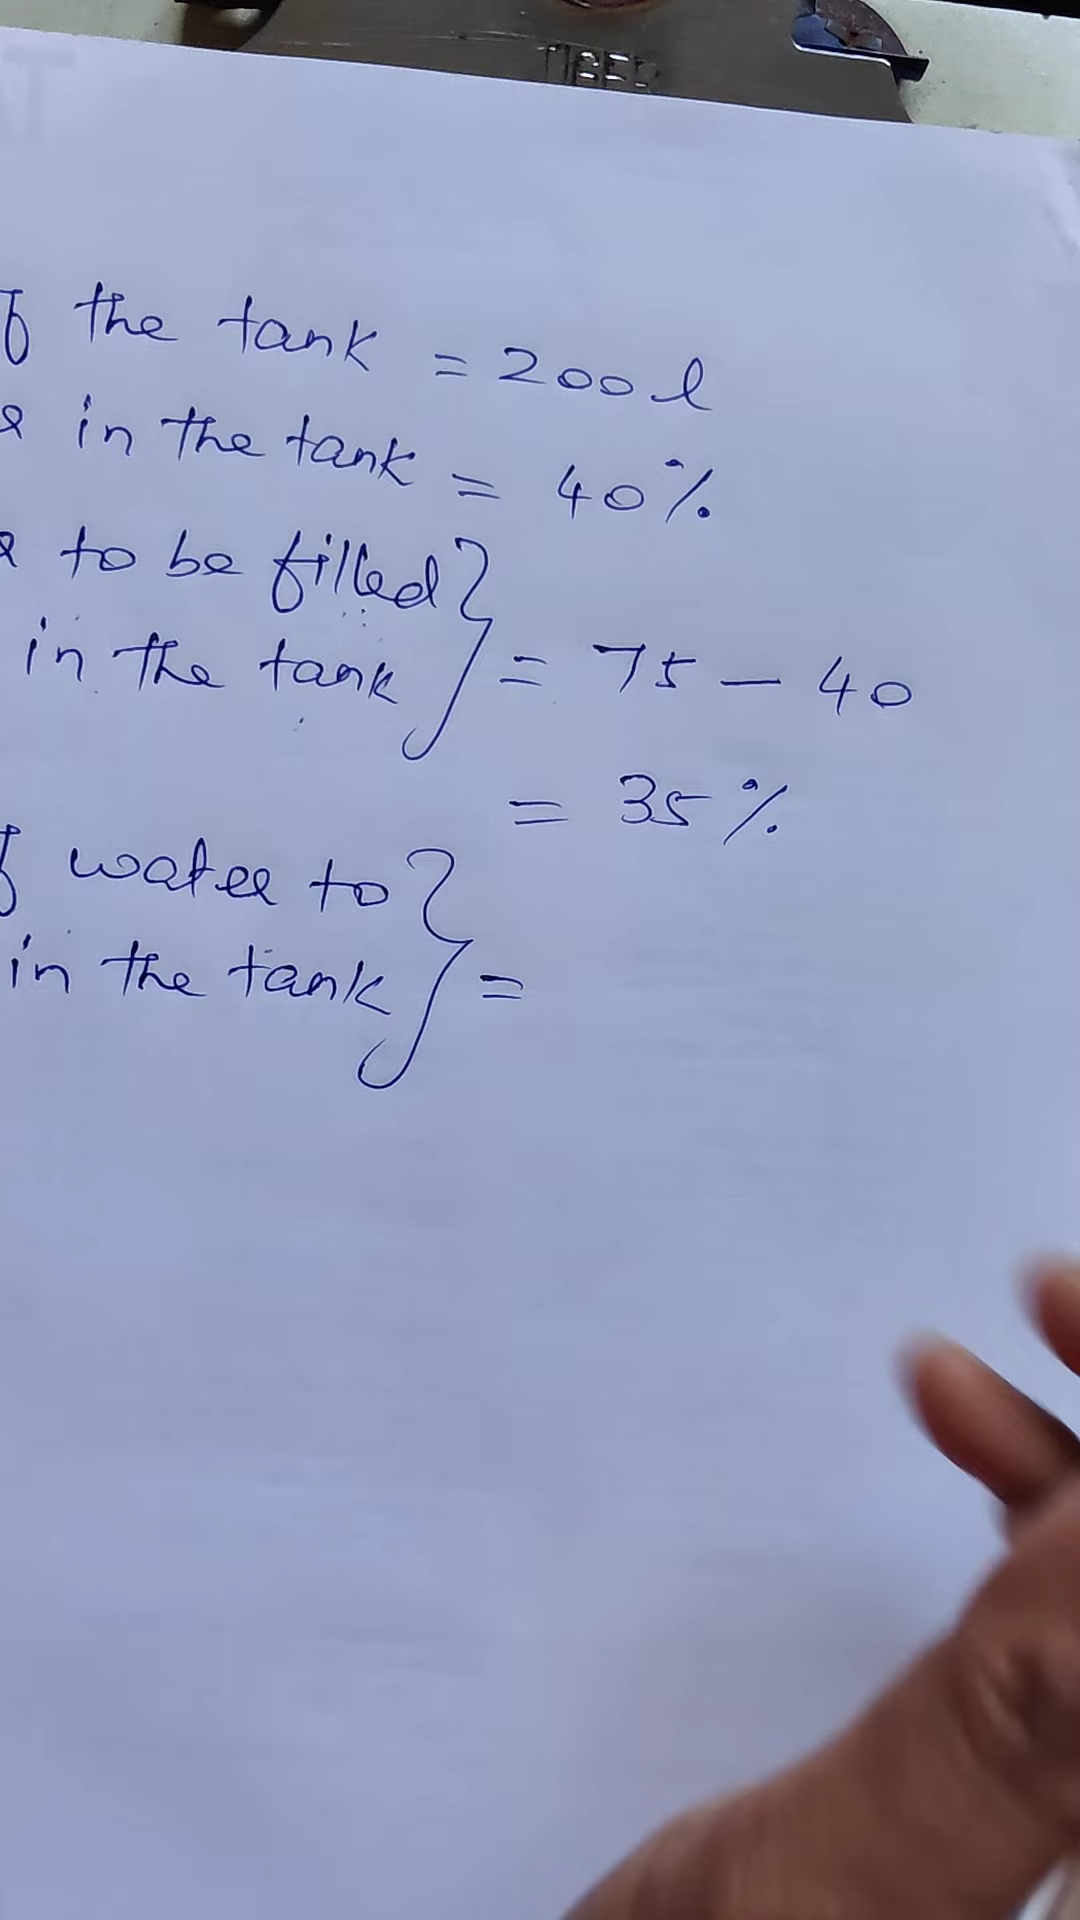 TIGER
the tank = 200 l
in the tank = 40%
to be filled
in the tank } = 75 - 40
= 35%
water to
in the tank } =